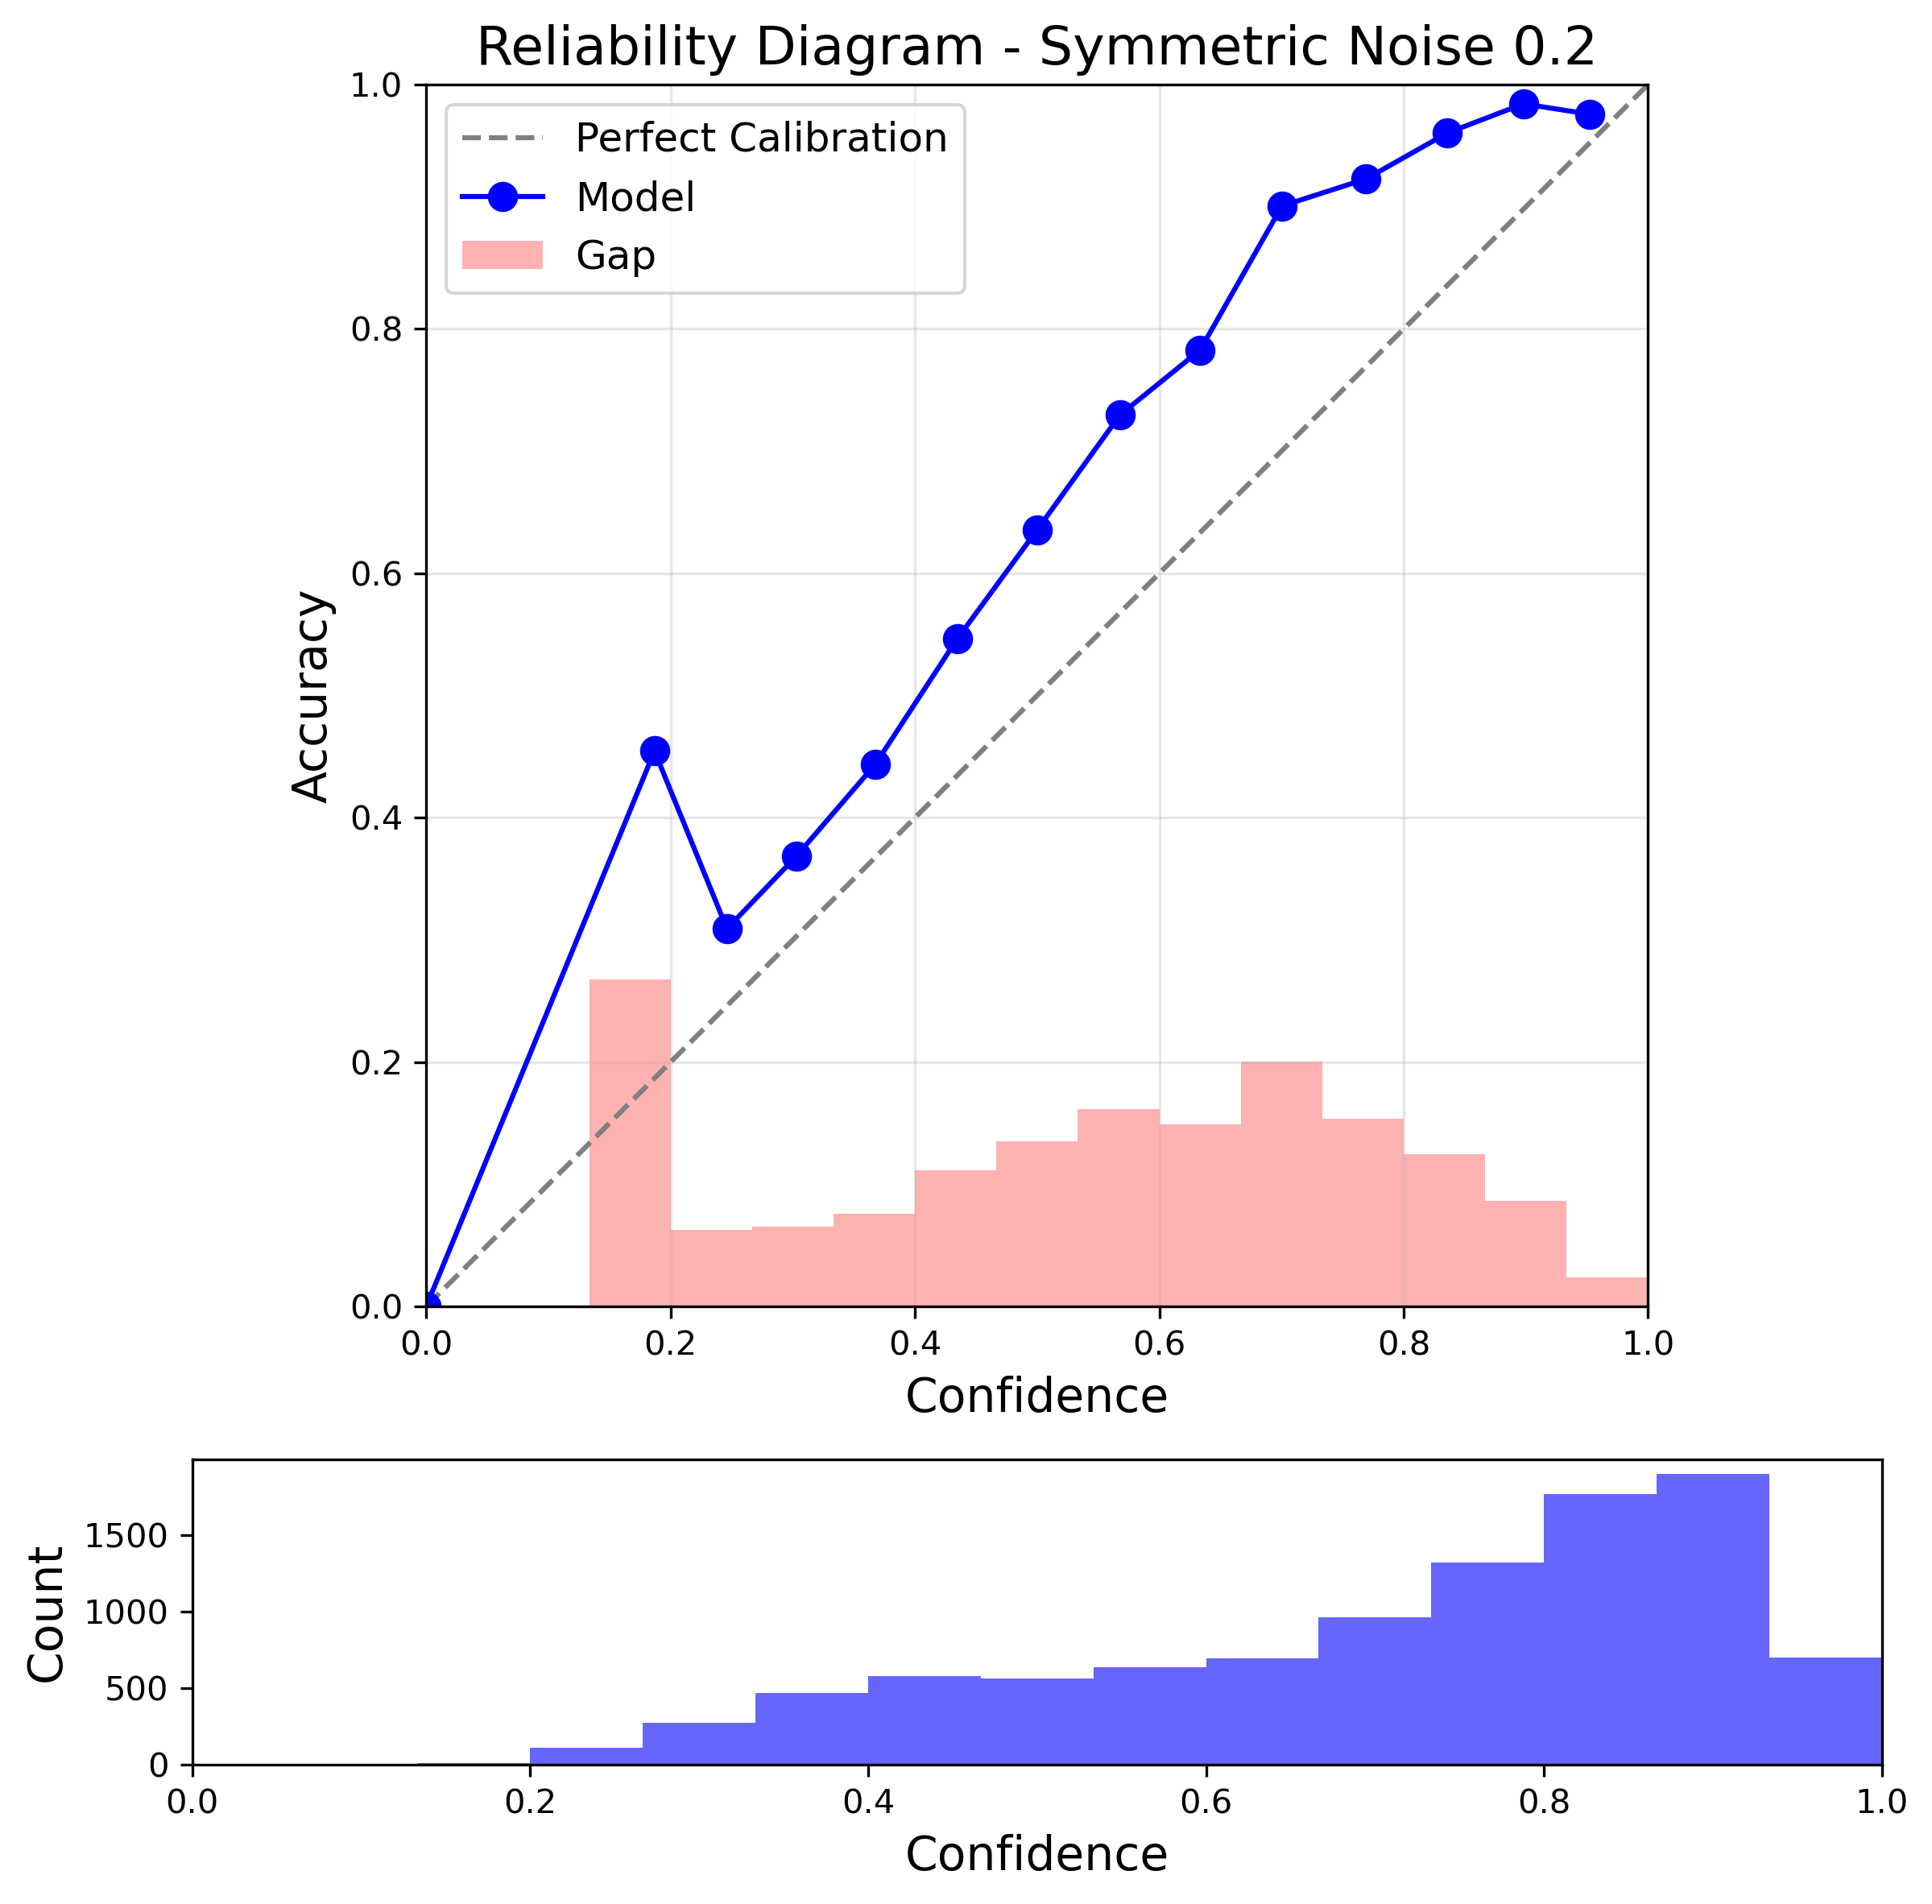 Reliability Diagram - Symmetric Noise 0.2
1.0
0.8
0.6
0.4
0.2
0.0
Accuracy
Perfect Calibration
Model
Gap
0.0 0.2 0.4 0.6 0.8 1.0
Confidence
1500
1000
500
0
Count
0.0 0.2 0.4 0.6 0.8 1.0
Confidence